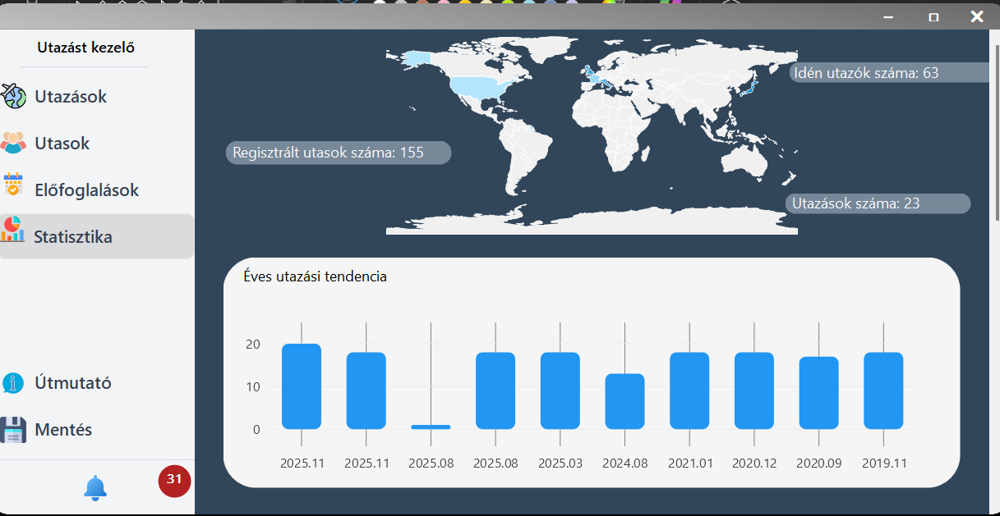 Utazást kezelő
Utazások
Utasok
Előfoglalások
Statisztika
Útmutató
Mentés
31
Idén utazók száma: 63
Regisztrált utasok száma: 155
Utazások száma: 23
Éves utazási tendencia
20
10
0
2025.11 2025.11 2025.08 2025.08 2025.03 2024.08 2021.01 2020.12 2020.09 2019.11